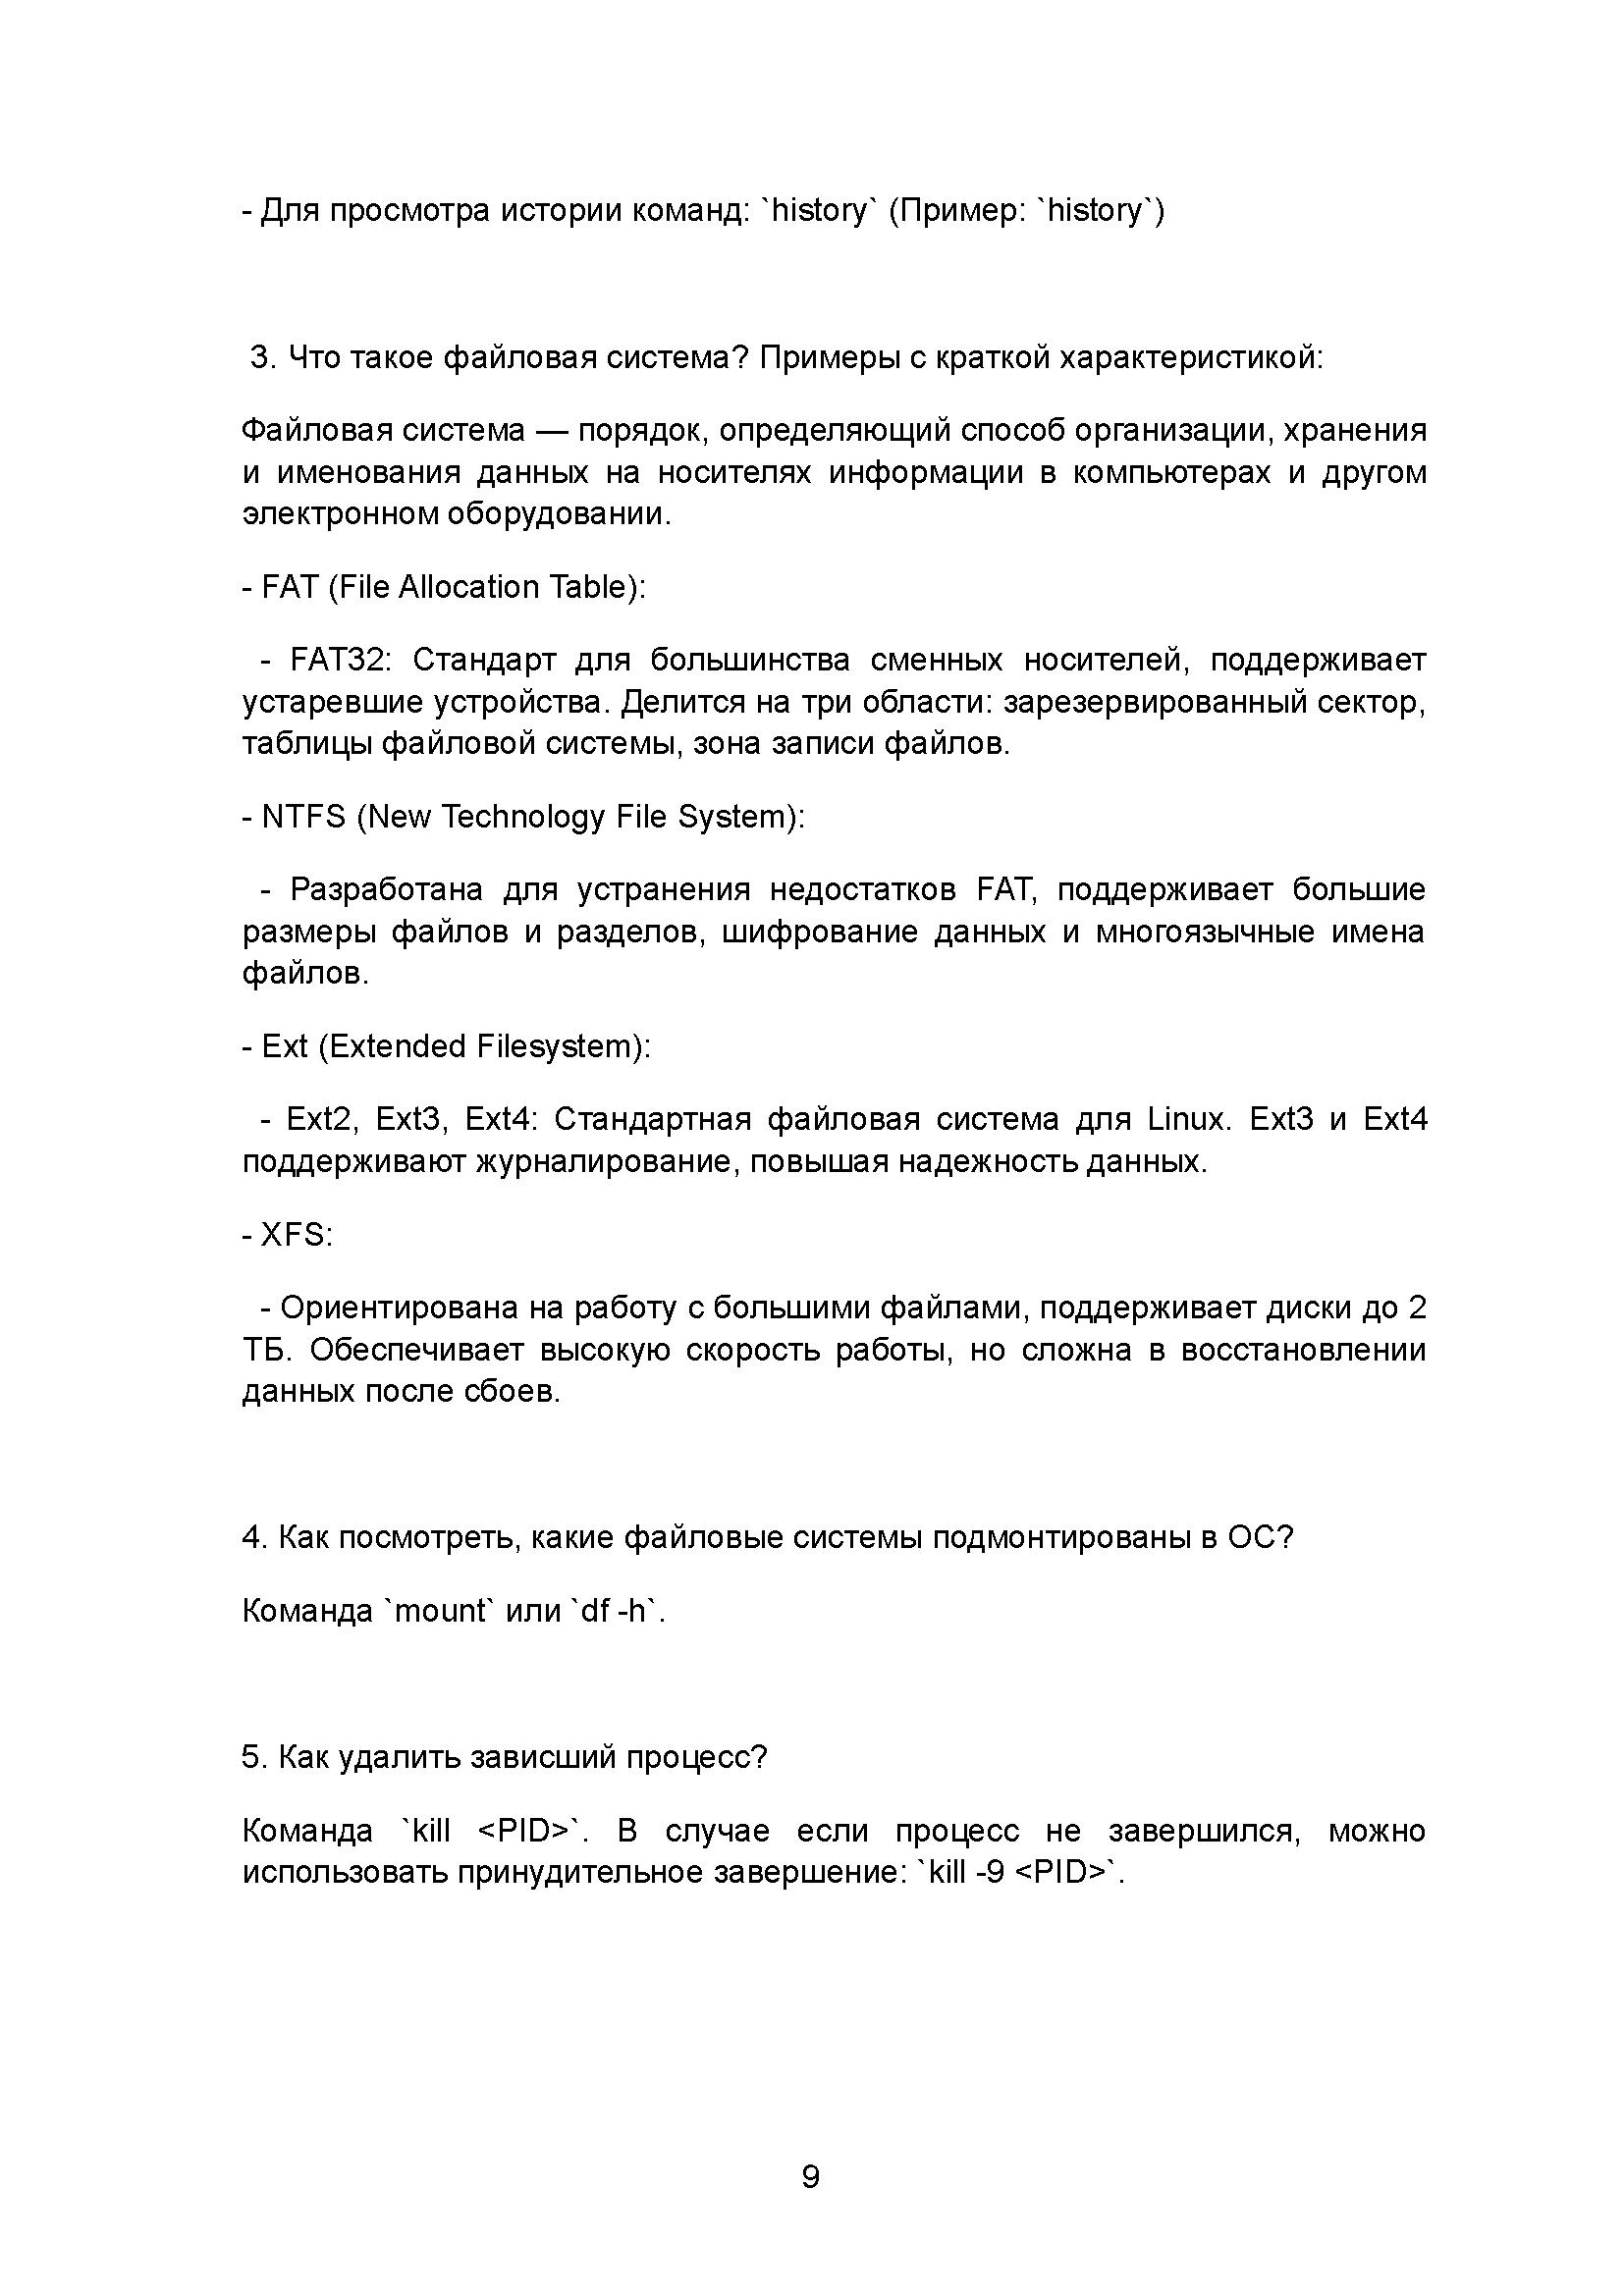 - Для просмотра истории команд: `history` (Пример: `history`)
3. Что такое файловая система? Примеры с краткой характеристикой:
Файловая система — порядок, определяющий способ организации, хранения
и именования данных на носителях информации в компьютерах и другом
электронном оборудовании.
- FAT (File Allocation Table):
- FAT32: Стандарт для большинства сменных носителей, поддерживает
устаревшие устройства. Делится на три области: зарезервированный сектор,
таблицы файловой системы, зона записи файлов.
- NTFS (New Technology File System):
- Разработана для устранения недостатков FAT, поддерживает большие
размеры файлов и разделов, шифрование данных и многоязычные имена
файлов.
- Ext (Extended Filesystem):
- Ext2, Ext3, Ext4: Стандартная файловая система для Linux. Ext3 и Ext4
поддерживают журналирование, повышая надежность данных.
- XFS:
- Ориентирована на работу с большими файлами, поддерживает диски до 2
ТБ. Обеспечивает высокую скорость работы, но сложна в восстановлении
данных после сбоев.
4. Как посмотреть, какие файловые системы подмонтированы в ОС?
Команда `mount` или `df -h`.
5. Как удалить зависший процесс?
Команда `kill <PID>`. В случае если процесс не завершился, можно
использовать принудительное завершение: `kill -9 <PID>`.
9